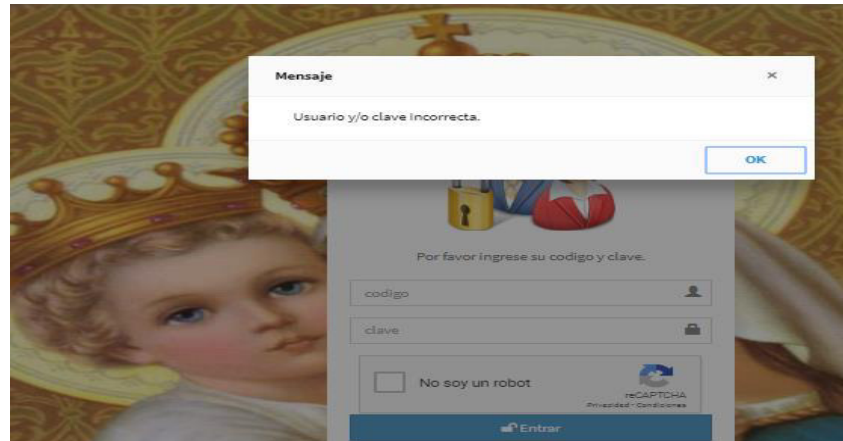 Mensaje
×
Usuario y/o clave Incorrecta.
OK
Por favor ingrese su codigo y clave.
codigo
clave
No soy un robot
reCAPTCHA
Privacidad - Condiciones
Entrar